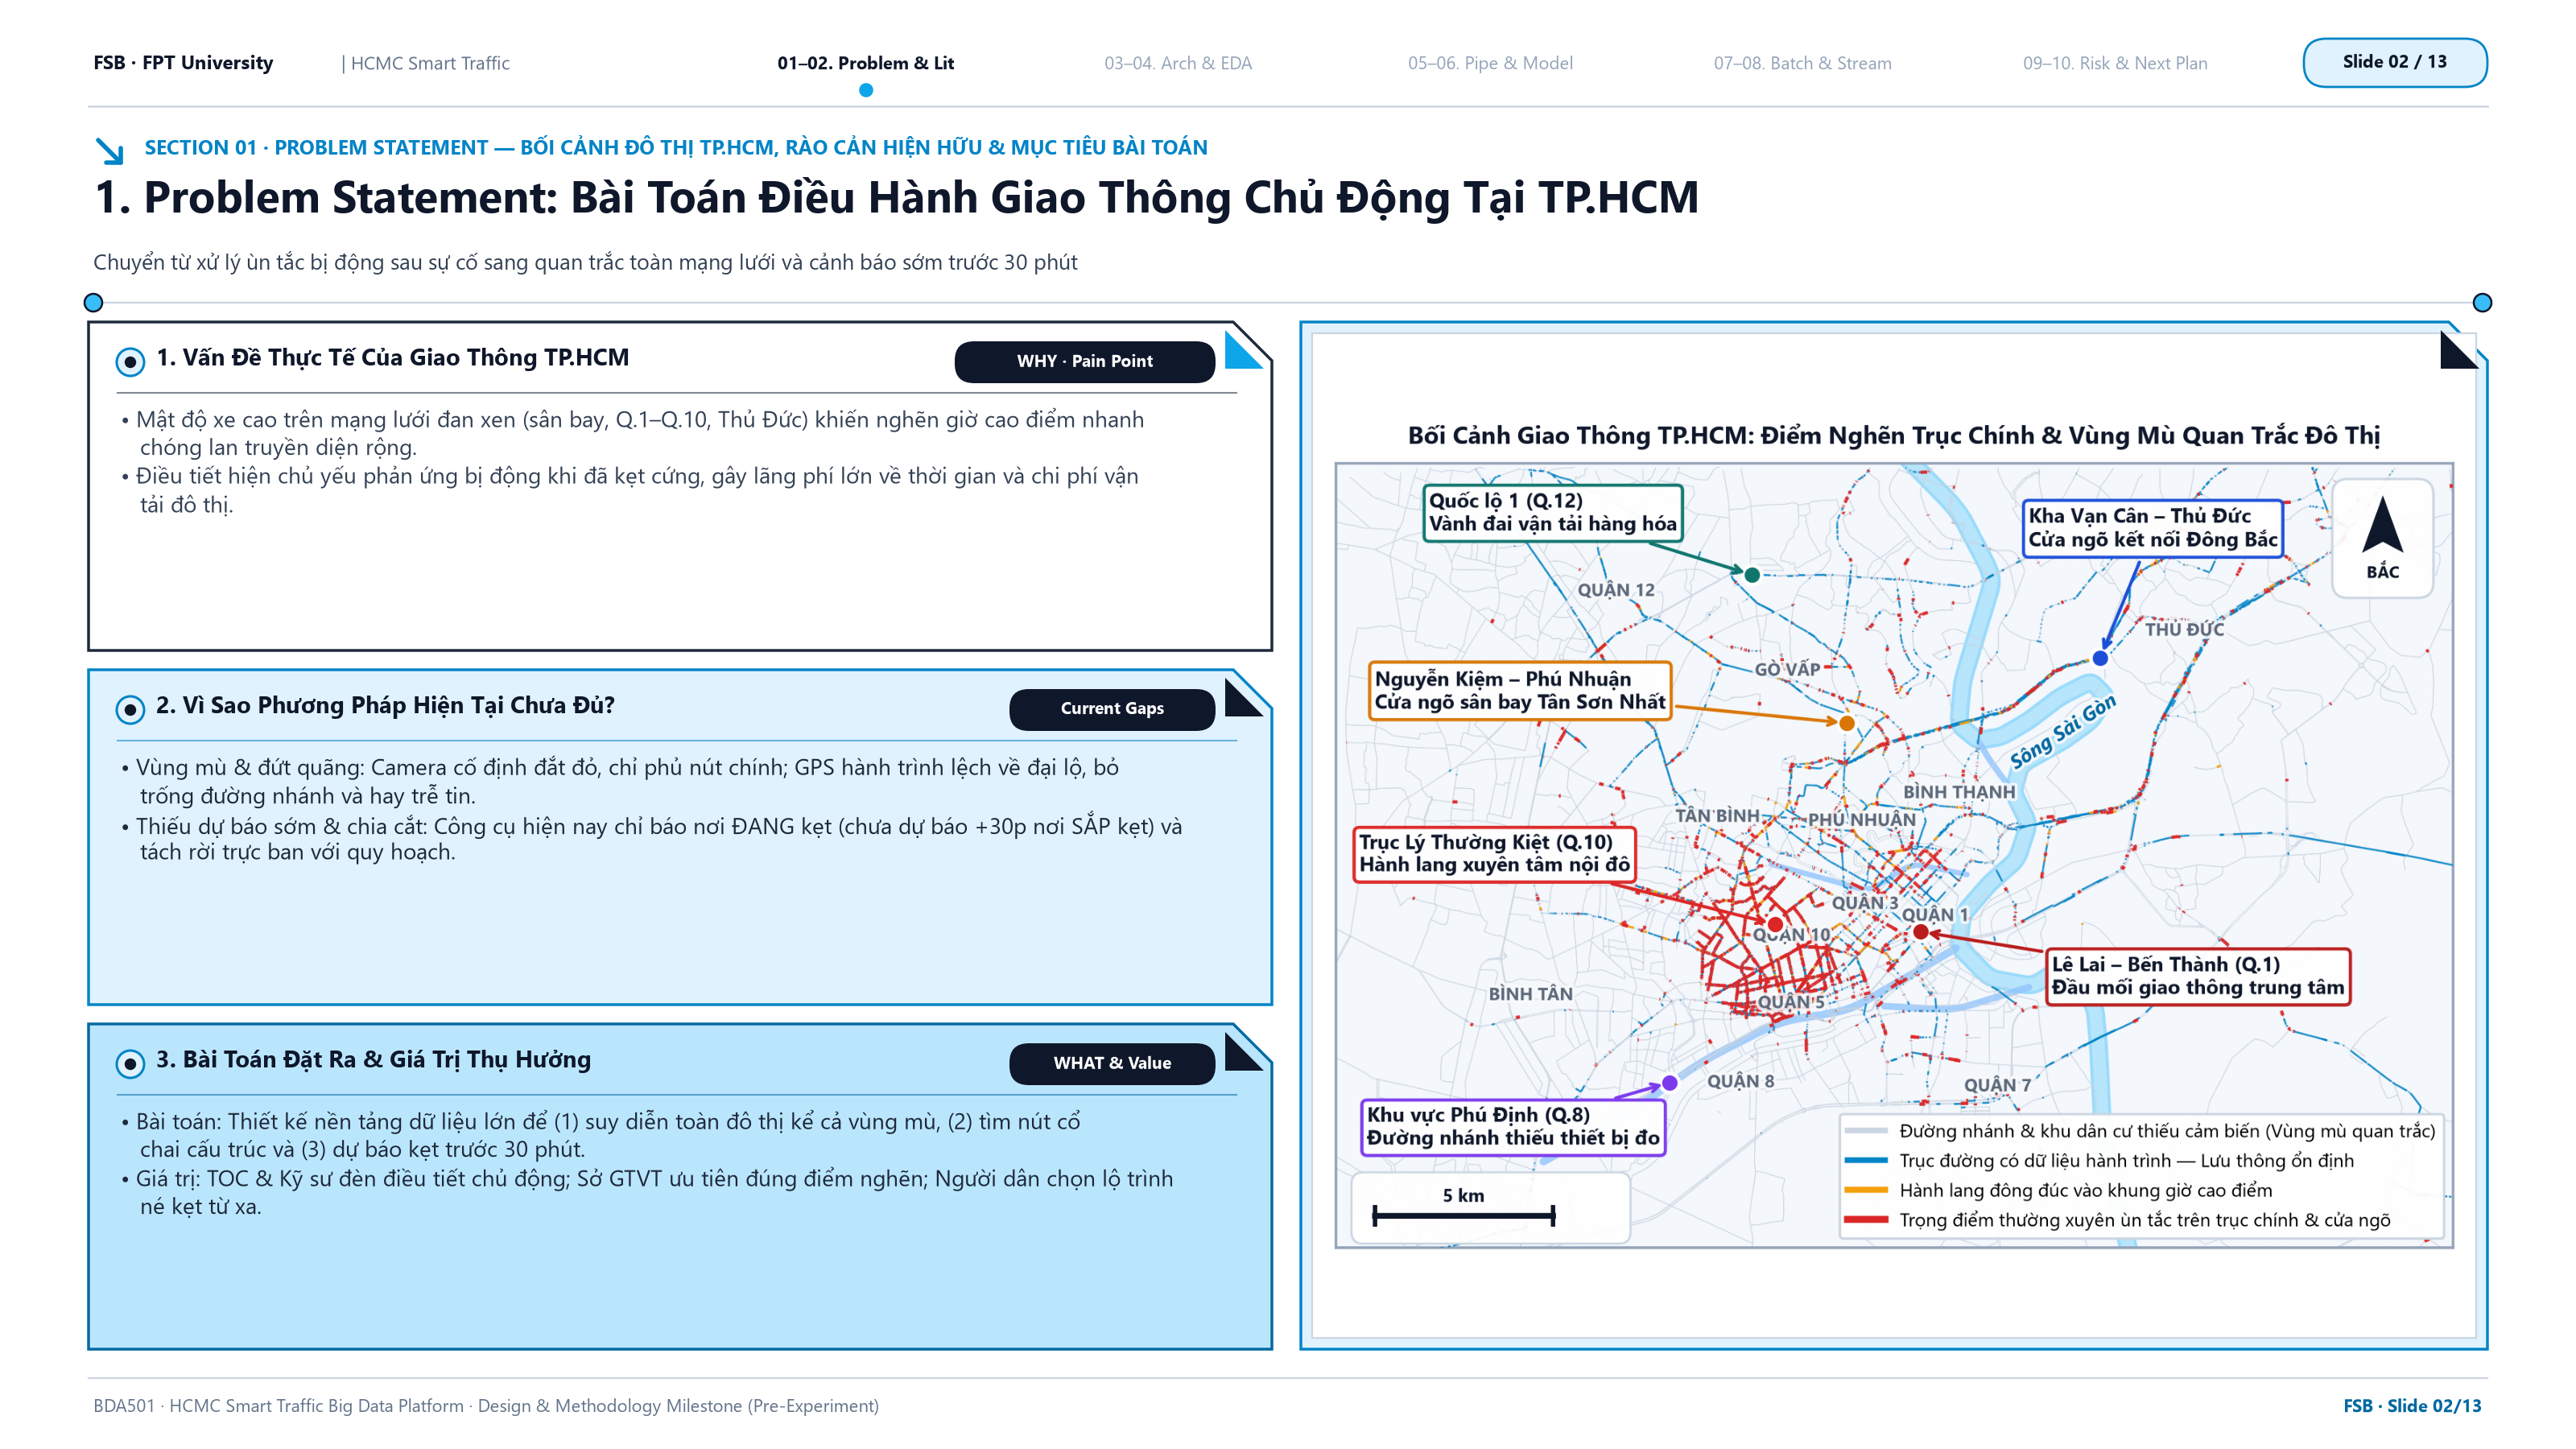 FSB · FPT University | HCMC Smart Traffic
01–02. Problem & Lit
03–04. Arch & EDA
05–06. Pipe & Model
07–08. Batch & Stream
09–10. Risk & Next Plan
Slide 02 / 13
SECTION 01 · PROBLEM STATEMENT — BỐI CẢNH ĐÔ THỊ TP.HCM, RÀO CẢN HIỆN HỮU & MỤC TIÊU BÀI TOÁN
1. Problem Statement: Bài Toán Điều Hành Giao Thông Chủ Động Tại TP.HCM
Chuyển từ xử lý ùn tắc bị động sau sự cố sang quan trắc toàn mạng lưới và cảnh báo sớm trước 30 phút
1. Vấn Đề Thực Tế Của Giao Thông TP.HCM
WHY · Pain Point
• Mật độ xe cao trên mạng lưới đan xen (sân bay, Q.1–Q.10, Thủ Đức) khiến nghẽn giờ cao điểm nhanh
chóng lan truyền diện rộng.
• Điều tiết hiện chủ yếu phản ứng bị động khi đã kẹt cứng, gây lãng phí lớn về thời gian và chi phí vận
tải đô thị.
2. Vì Sao Phương Pháp Hiện Tại Chưa Đủ?
Current Gaps
• Vùng mù & đứt quãng: Camera cố định đắt đỏ, chỉ phủ nút chính; GPS hành trình lệch về đại lộ, bỏ
trống đường nhánh và hay trễ tin.
• Thiếu dự báo sớm & chia cắt: Công cụ hiện nay chỉ báo nơi ĐANG kẹt (chưa dự báo +30p nơi SẮP kẹt) và
tách rời trực ban với quy hoạch.
3. Bài Toán Đặt Ra & Giá Trị Thụ Hưởng
WHAT & Value
• Bài toán: Thiết kế nền tảng dữ liệu lớn để (1) suy diễn toàn đô thị kể cả vùng mù, (2) tìm nút cổ
chai cấu trúc và (3) dự báo kẹt trước 30 phút.
• Giá trị: TOC & Kỹ sư đèn điều tiết chủ động; Sở GTVT ưu tiên đúng điểm nghẽn; Người dân chọn lộ trình
né kẹt từ xa.
Bối Cảnh Giao Thông TP.HCM: Điểm Nghẽn Trục Chính & Vùng Mù Quan Trắc Đô Thị
Quốc lộ 1 (Q.12)
Vành đai vận tải hàng hóa
Kha Vạn Cân – Thủ Đức
Cửa ngõ kết nối Đông Bắc
BẮC
QUẬN 12
THỦ ĐỨC
GÒ VẤP
Nguyễn Kiệm – Phú Nhuận
Cửa ngõ sân bay Tân Sơn Nhất
Sông Sài Gòn
BÌNH THẠNH
TÂN BÌNH
PHÚ NHUẬN
Trục Lý Thường Kiệt (Q.10)
Hành lang xuyên tâm nội đô
QUẬN 3
QUẬN 1
QUẬN 10
Lê Lai – Bến Thành (Q.1)
Đầu mối giao thông trung tâm
BÌNH TÂN
QUẬN 5
QUẬN 8
QUẬN 7
Khu vực Phú Định (Q.8)
Đường nhánh thiếu thiết bị đo
5 km
Đường nhánh & khu dân cư thiếu cảm biến (Vùng mù quan trắc)
Trục đường có dữ liệu hành trình — Lưu thông ổn định
Hành lang đông đúc vào khung giờ cao điểm
Trọng điểm thường xuyên ùn tắc trên trục chính & cửa ngõ
BDA501 · HCMC Smart Traffic Big Data Platform · Design & Methodology Milestone (Pre-Experiment)
FSB · Slide 02/13